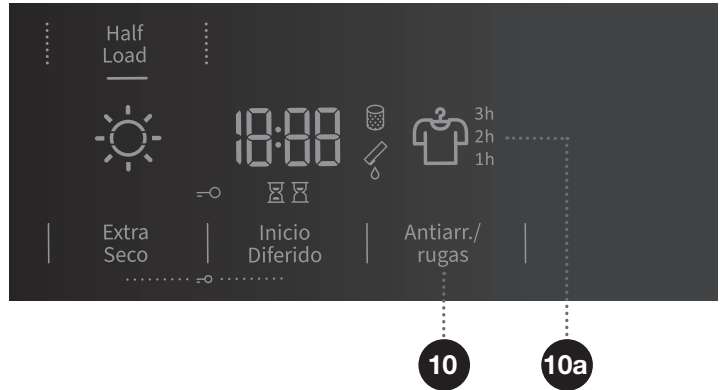 Half
Load
18:88
3h
2h
1h
Extra
Seco
Inicio
Diferido
Antiarr./
rugas
10
10a